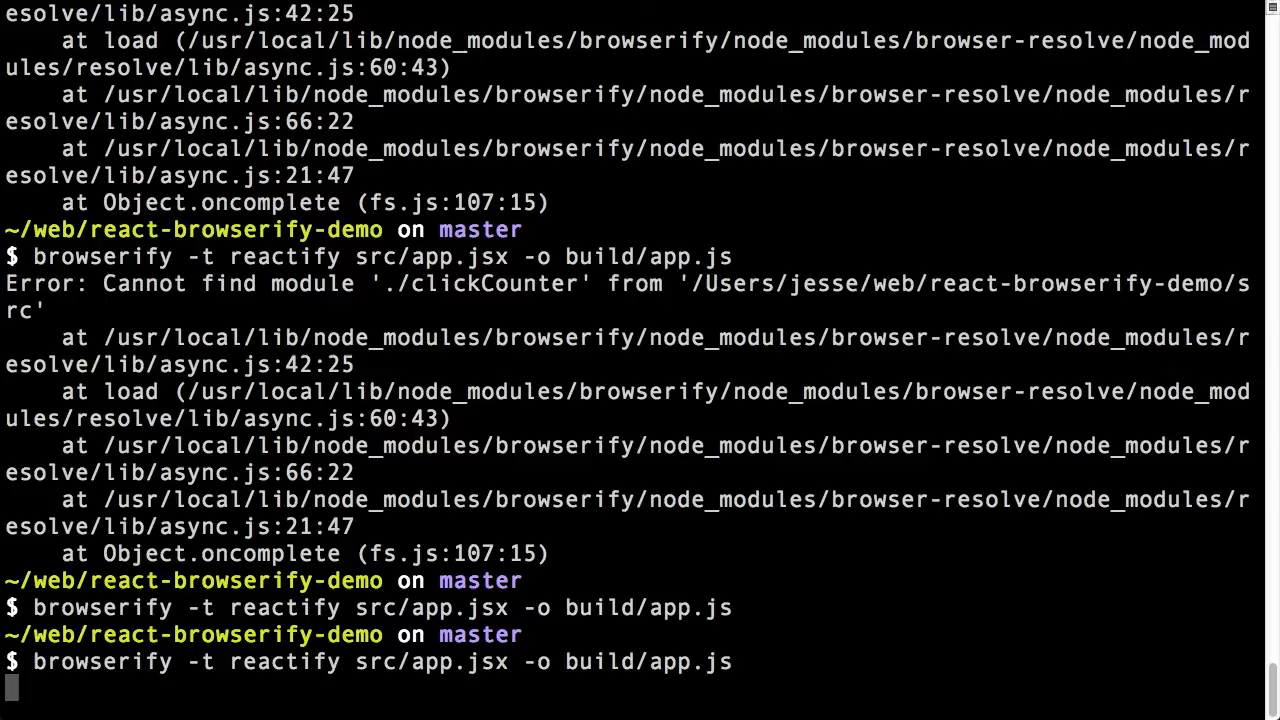 esolve/lib/async.js:42:25
    at load (/usr/local/lib/node_modules/browserify/node_modules/browser-resolve/node_mod
ules/resolve/lib/async.js:60:43)
    at /usr/local/lib/node_modules/browserify/node_modules/browser-resolve/node_modules/r
esolve/lib/async.js:66:22
    at /usr/local/lib/node_modules/browserify/node_modules/browser-resolve/node_modules/r
esolve/lib/async.js:21:47
    at Object.oncomplete (fs.js:107:15)
~/web/react-browserify-demo on master
$ browserify -t reactify src/app.jsx -o build/app.js
Error: Cannot find module './clickCounter' from '/Users/jesse/web/react-browserify-demo/s
rc'
    at /usr/local/lib/node_modules/browserify/node_modules/browser-resolve/node_modules/r
esolve/lib/async.js:42:25
    at load (/usr/local/lib/node_modules/browserify/node_modules/browser-resolve/node_mod
ules/resolve/lib/async.js:60:43)
    at /usr/local/lib/node_modules/browserify/node_modules/browser-resolve/node_modules/r
esolve/lib/async.js:66:22
    at /usr/local/lib/node_modules/browserify/node_modules/browser-resolve/node_modules/r
esolve/lib/async.js:21:47
    at Object.oncomplete (fs.js:107:15)
~/web/react-browserify-demo on master
$ browserify -t reactify src/app.jsx -o build/app.js
~/web/react-browserify-demo on master
$ browserify -t reactify src/app.jsx -o build/app.js